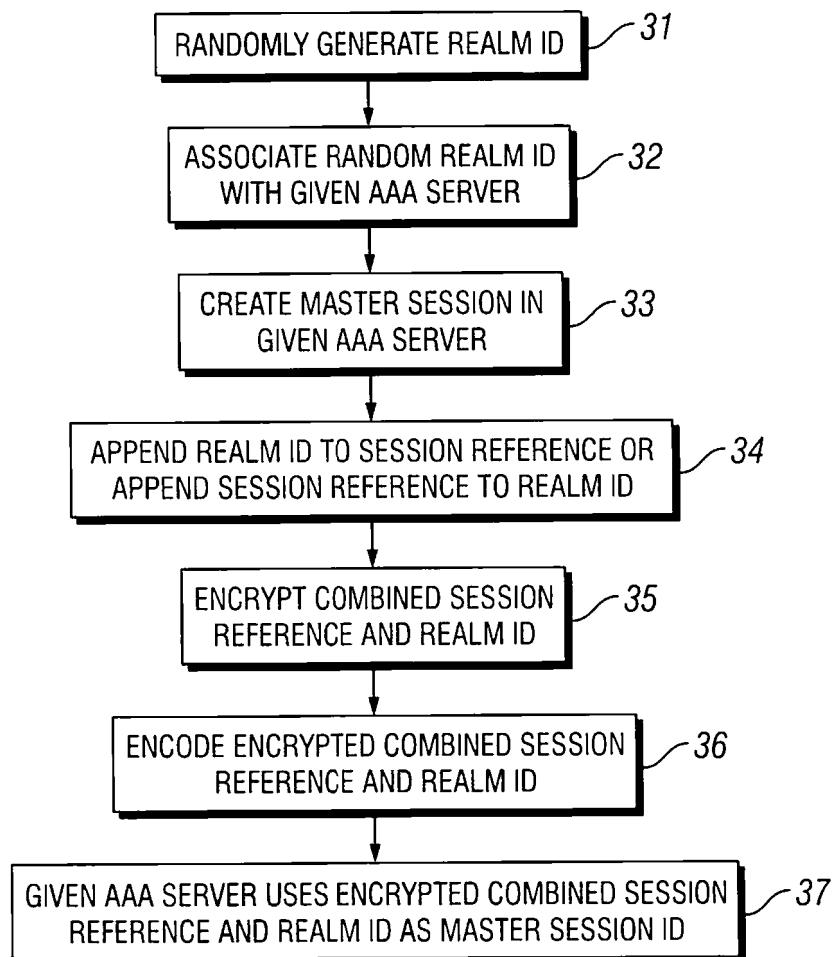 RANDOMLY GENERATE REALM ID
31
ASSOCIATE RANDOM REALM ID
WITH GIVEN AAA SERVER
32
CREATE MASTER SESSION IN
GIVEN AAA SERVER
33
APPEND REALM ID TO SESSION REFERENCE OR
APPEND SESSION REFERENCE TO REALM ID
34
ENCRYPT COMBINED SESSION
REFERENCE AND REALM ID
35
ENCODE ENCRYPTED COMBINED SESSION
REFERENCE AND REALM ID
36
GIVEN AAA SERVER USES ENCRYPTED COMBINED SESSION
REFERENCE AND REALM ID AS MASTER SESSION ID
37